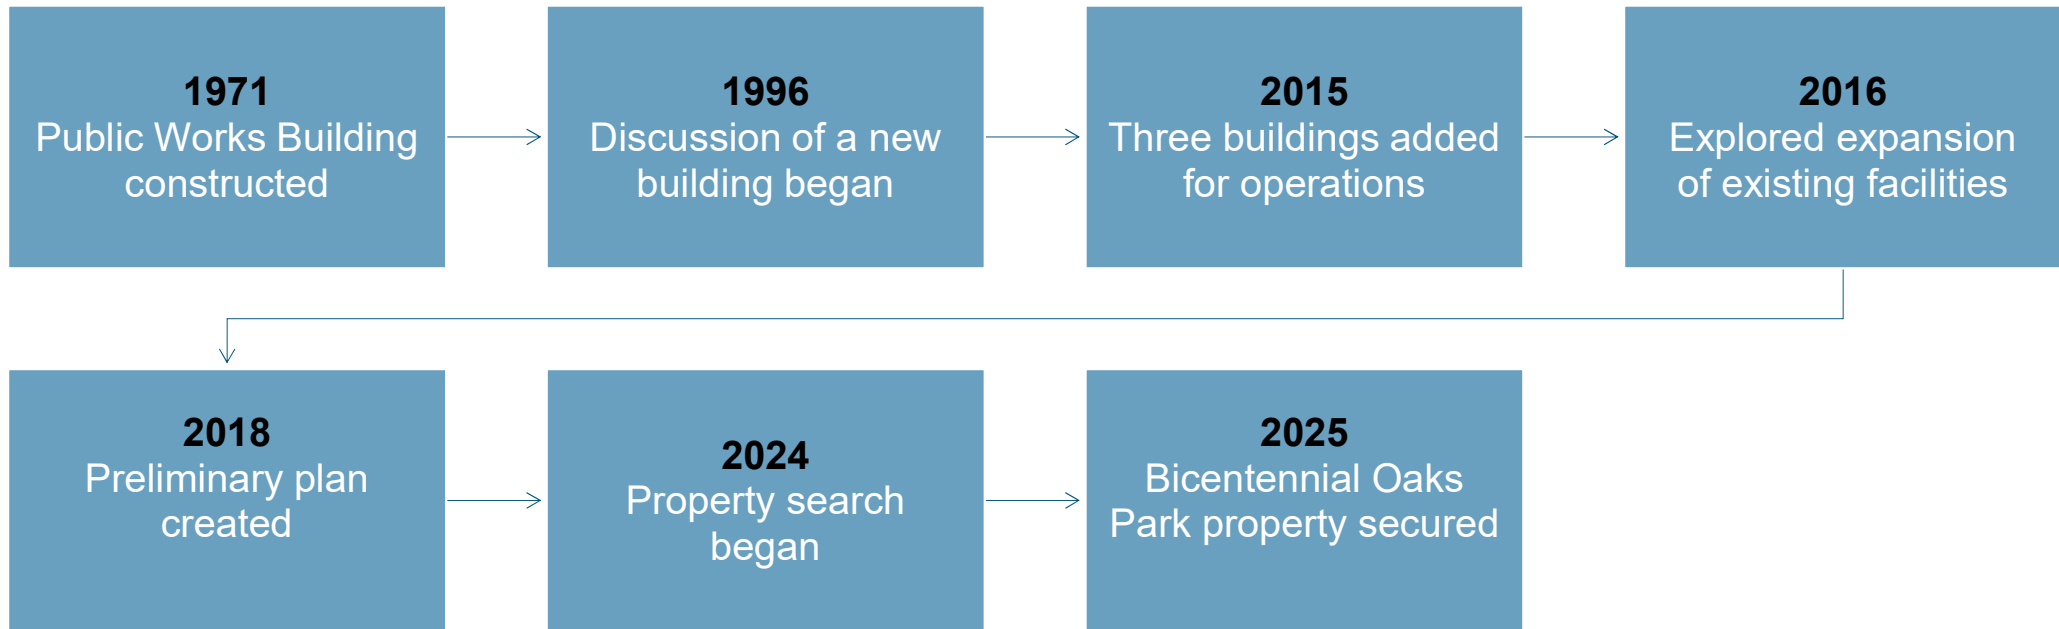 1971
Public Works Building
constructed
1996
Discussion of a new
building began
2015
Three buildings added
for operations
2016
Explored expansion
of existing facilities
2018
Preliminary plan
created
2024
Property search
began
2025
Bicentennial Oaks
Park property secured